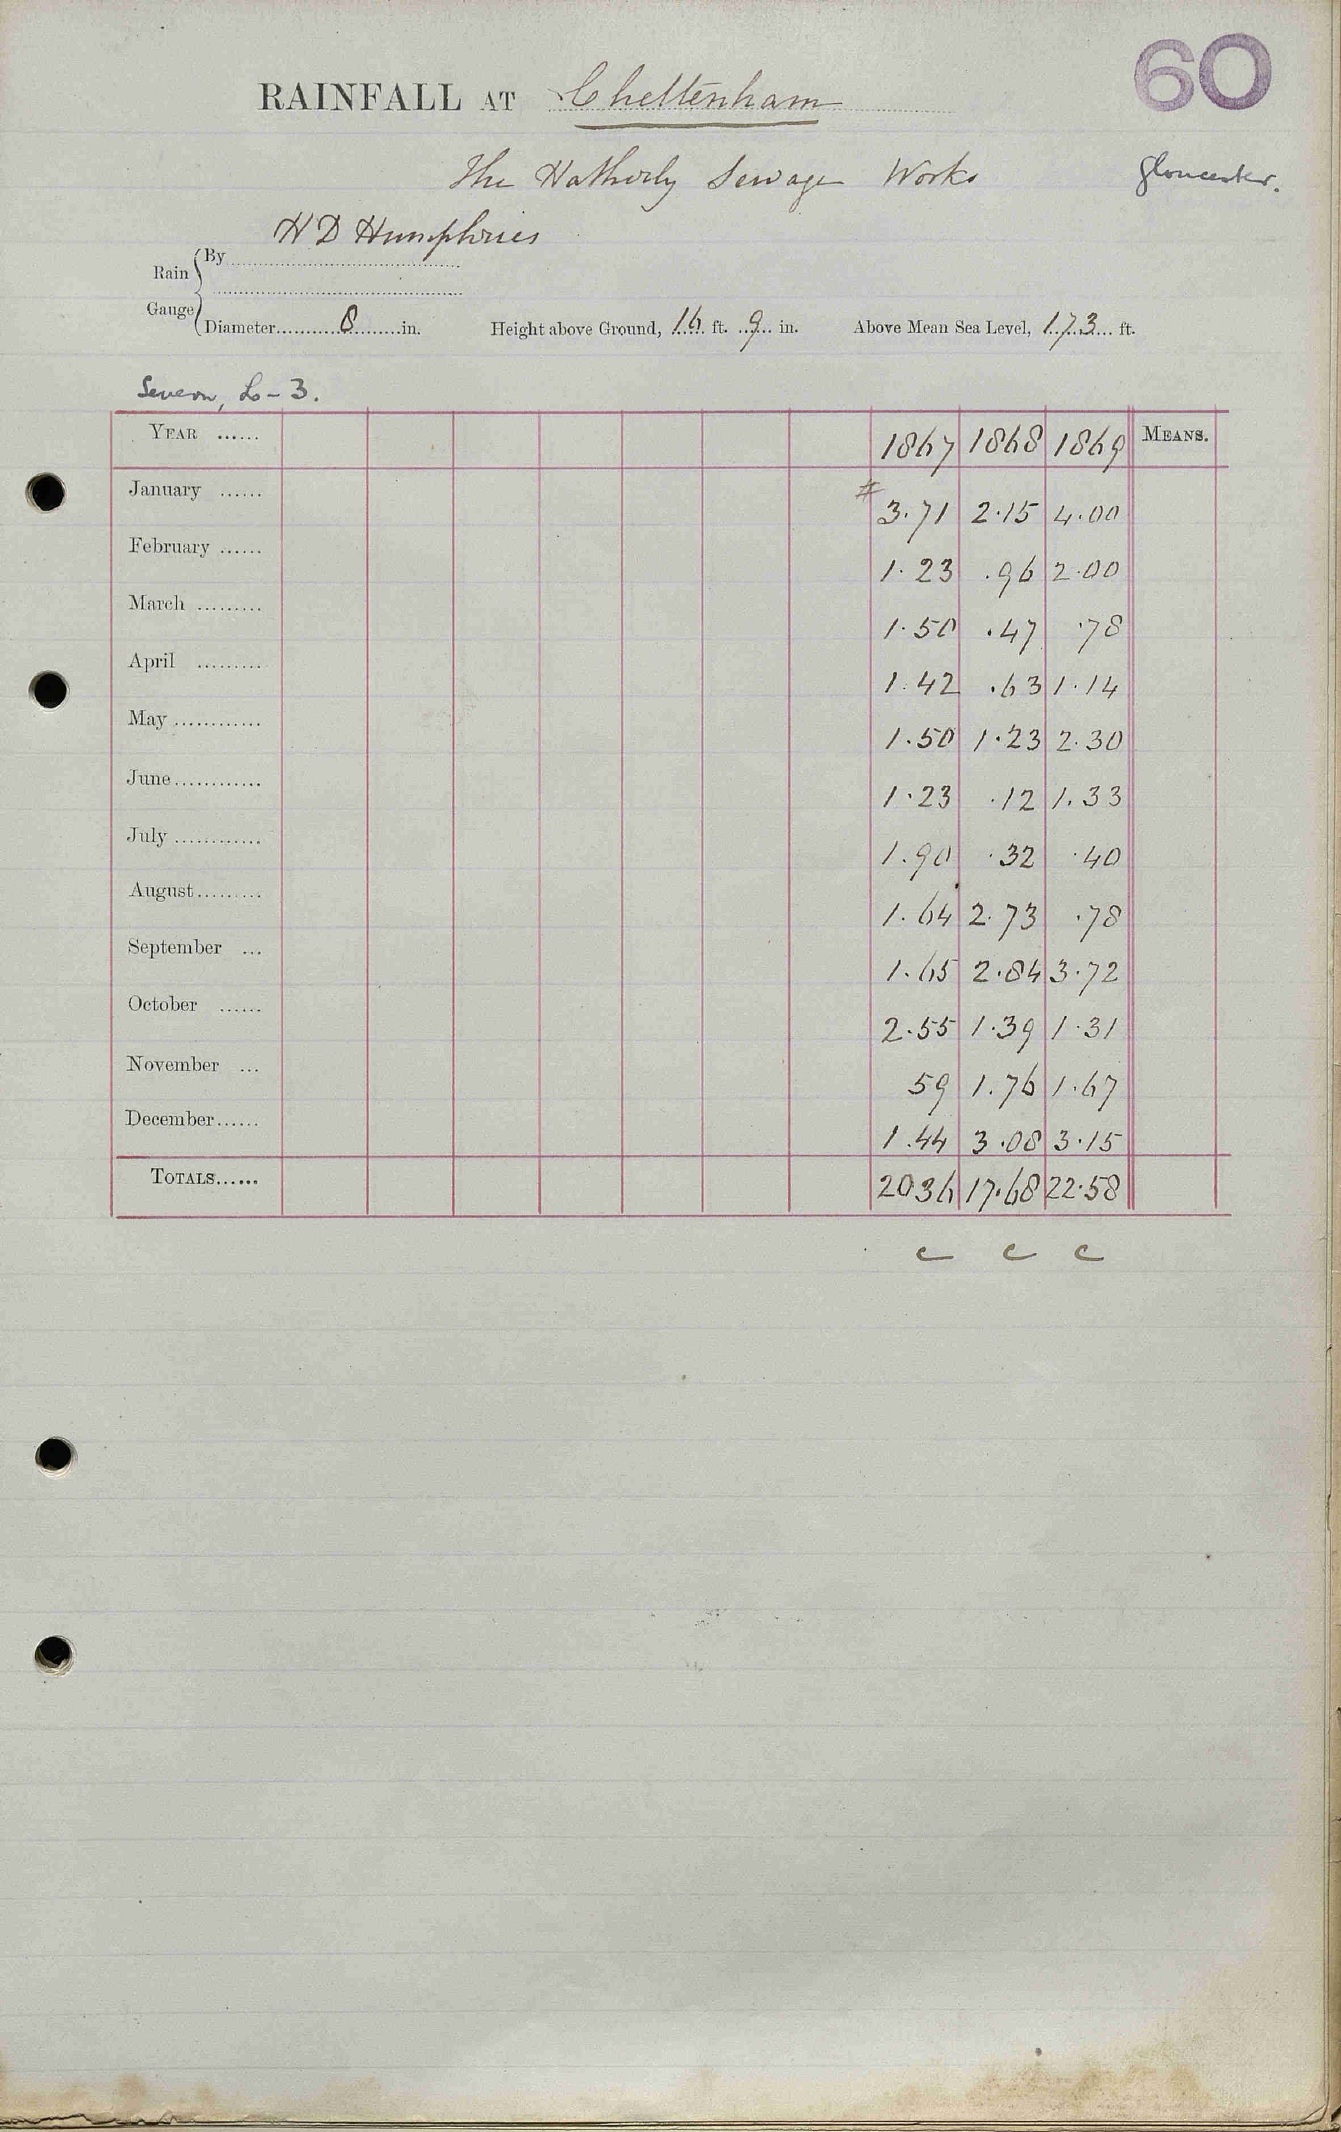 60
RAINFALL AT Cheltenham
The Hatherly Sewage Works
Gloucester.
H D Humphries
Rain Gauge { By
Diameter 8 in. Height above Ground, 16 ft. 9 in. Above Mean Sea Level, 173 ft.
Severn, L-3.
YEAR ...... 1867 1868 1869 MEANS.
January ...... # 3.71 2.15 4.00
February ...... 1.23 .96 2.00
March ......... 1.50 .47 .78
April ......... 1.42 .63 1.14
May ............ 1.50 1.23 2.30
June ............ 1.23 .12 1.33
July ............ 1.90 .32 .40
August ......... 1.64 2.73 .78
September ... 1.65 2.84 3.72
October ...... 2.55 1.39 1.31
November ... 59 1.76 1.67
December ...... 1.44 3.08 3.15
TOTALS ...... 2036 17.68 22.58
c c c